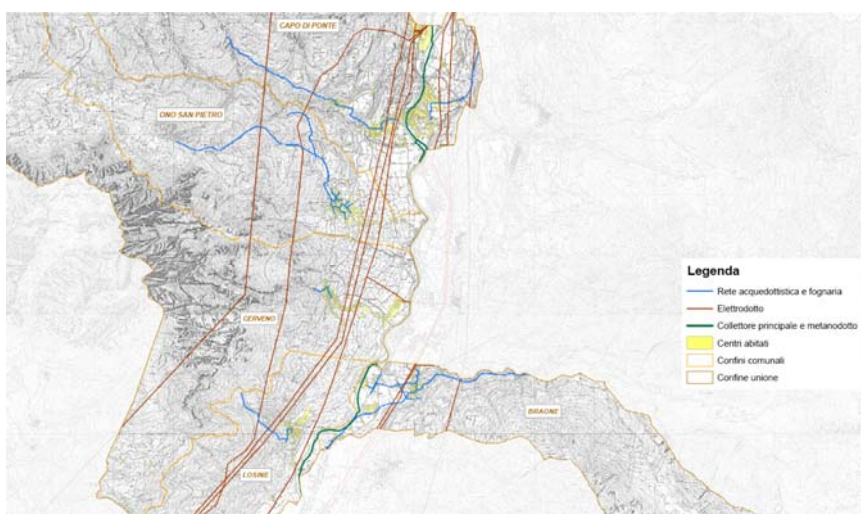 CAPO DI PONTE
ONO SAN PIETRO
CERVENO
LOSINE
BRAONE
Legenda
Rete acquedottistica e fognaria
Elettrodotto
Collettore principale e metanodotto
Centri abitati
Confini comunali
Confine unione